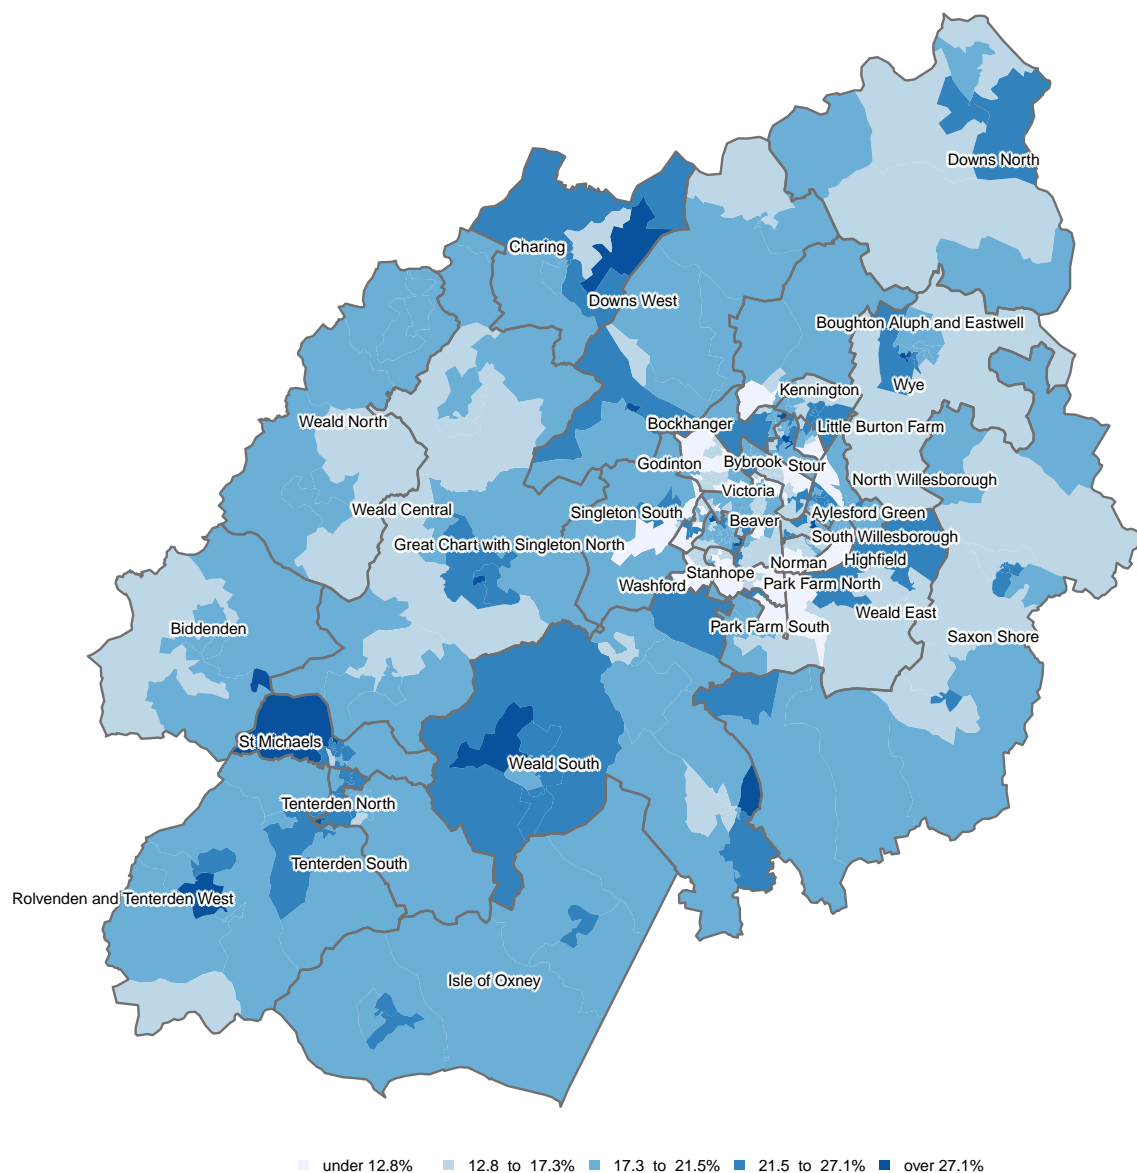 Downs North
Charing
Downs West
Boughton Aluph and Eastwell
Wye
Kennington
Weald North
Bockhanger
Little Burton Farm
Godinton
Bybrook
Stour
North Willesborough
Victoria
Weald Central
Singleton South
Beaver
Aylesford Green
South Willesborough
Great Chart with Singleton North
Highfield
Norman
Stanhope
Washford
Park Farm North
Weald East
Biddenden
Park Farm South
Saxon Shore
St Michaels
Weald South
Tenterden North
Tenterden South
Rolvenden and Tenterden West
Isle of Oxney
under 12.8% 12.8 to 17.3% 17.3 to 21.5% 21.5 to 27.1% over 27.1%